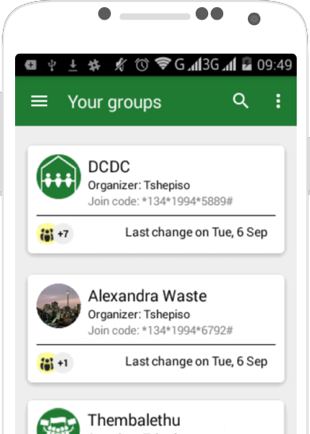 G 3G 09:49
Your groups
DCDC
Organizer: Tshepiso
Join code: *134*1994*5889#
+7 Last change on Tue, 6 Sep
Alexandra Waste
Organizer: Tshepiso
Join code: *134*1994*6792#
+1 Last change on Tue, 6 Sep
Thembalethu